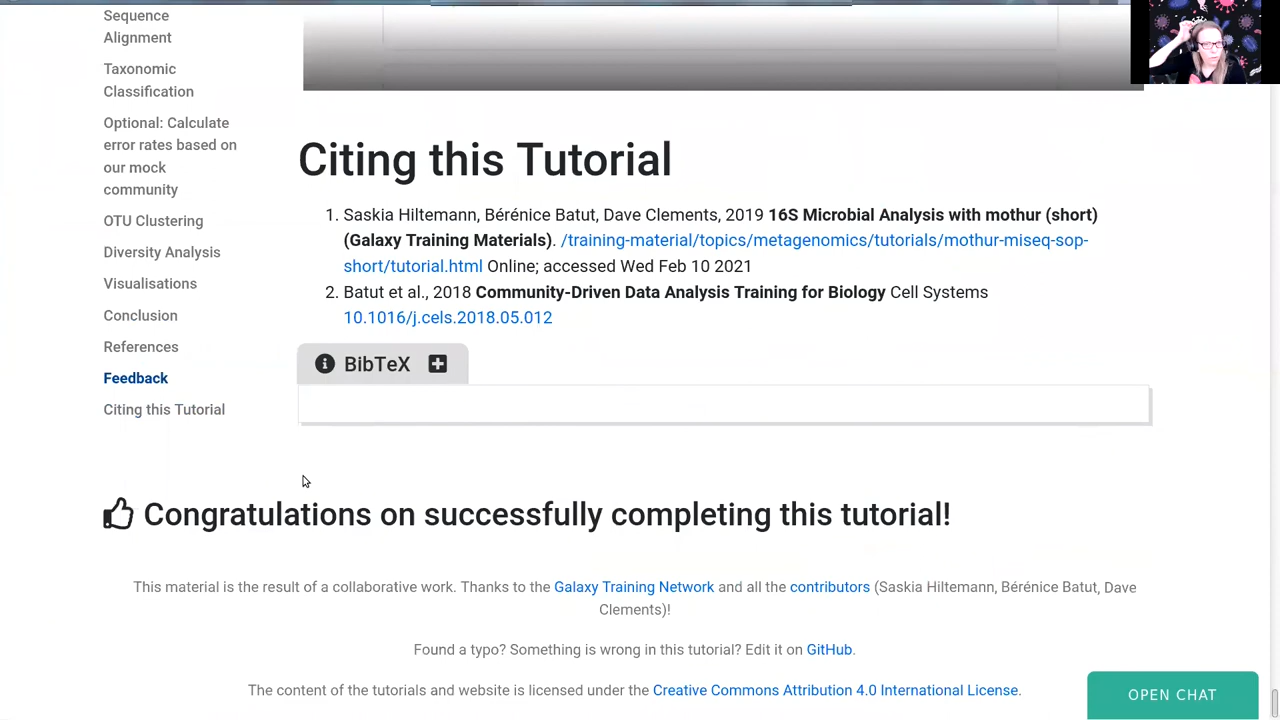 Sequence
Alignment
Taxonomic
Classification
Optional: Calculate
error rates based on
our mock
community
OTU Clustering
Diversity Analysis
Visualisations
Conclusion
References
Feedback
Citing this Tutorial
Citing this Tutorial
1. Saskia Hiltemann, Bérénice Batut, Dave Clements, 2019 16S Microbial Analysis with mothur (short)
(Galaxy Training Materials). /training-material/topics/metagenomics/tutorials/mothur-miseq-sop-
short/tutorial.html Online; accessed Wed Feb 10 2021
2. Batut et al., 2018 Community-Driven Data Analysis Training for Biology Cell Systems
10.1016/j.cels.2018.05.012
BibTeX
Congratulations on successfully completing this tutorial!
This material is the result of a collaborative work. Thanks to the Galaxy Training Network and all the contributors (Saskia Hiltemann, Bérénice Batut, Dave
Clements)!
Found a typo? Something is wrong in this tutorial? Edit it on GitHub.
The content of the tutorials and website is licensed under the Creative Commons Attribution 4.0 International License.
OPEN CHAT